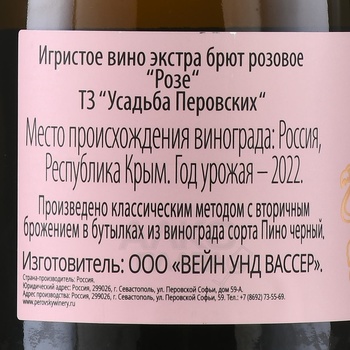 Игристое вино экстра брют розовое
"Розе"
ТЗ "Усадьба Перовских"
Место происхождения винограда: Россия,
Республика Крым. Год урожая – 2022.
Произведено классическим методом с вторичным
брожением в бутылках из винограда сорта Пино черный.
Изготовитель: ООО «ВЕЙН УНД ВАССЕР».
Страна-производитель: Россия.
Юридический адрес: Россия, 299026, г. Севастополь, ул. Перовской Софьи, дом 59-А.
Адрес производства: Россия, 299026, г. Севастополь, ул. Перовской Софьи, 59. Тел.: +7 (8692) 73-55-69.
www.perovskywinery.ru